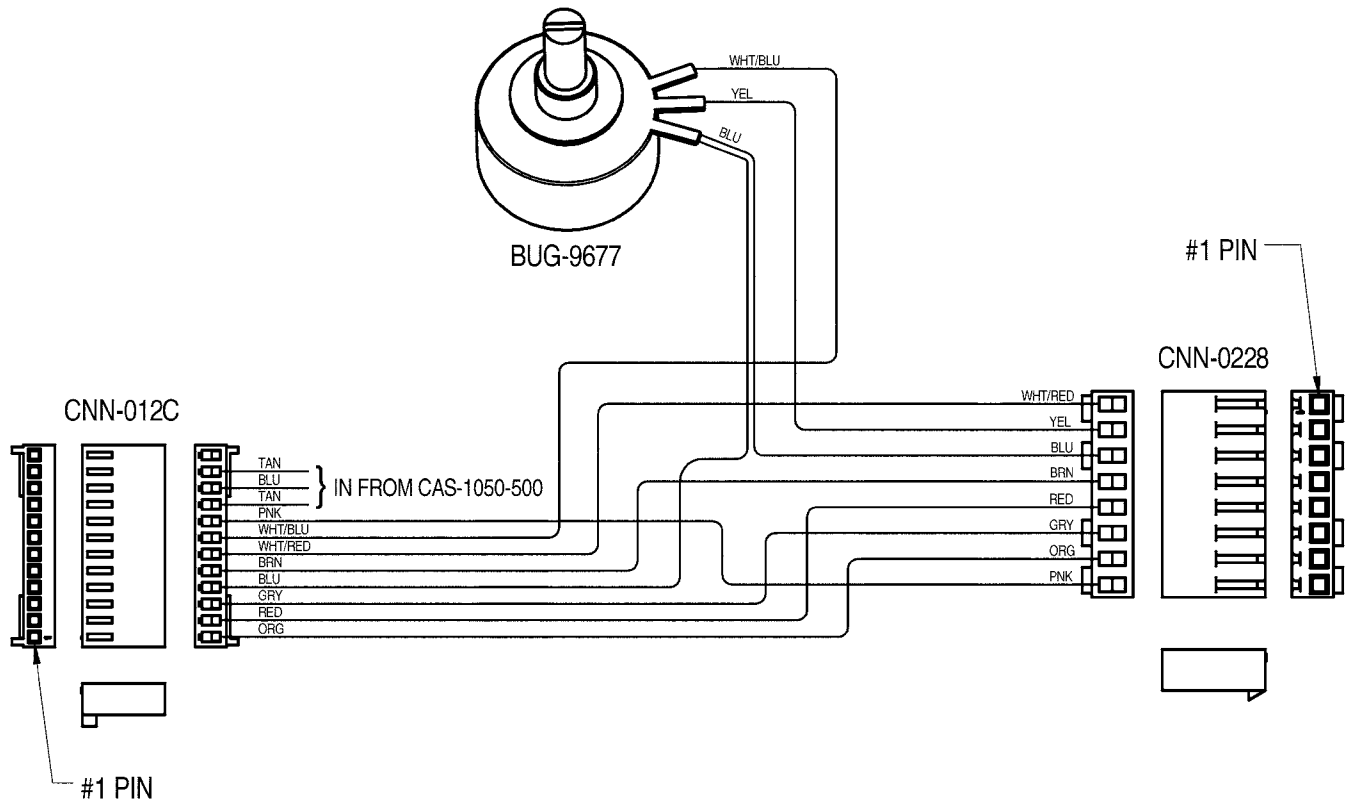 WHT/BLU
YEL
BLU
BUG-9677
#1 PIN
CNN-0228
WHT/RED
YEL
BLU
BRN
RED
GRY
ORG
PNK
CNN-012C
TAN
BLU
TAN
IN FROM CAS-1050-500
PNK
WHT/BLU
WHT/RED
BRN
BLU
GRY
RED
ORG
#1 PIN